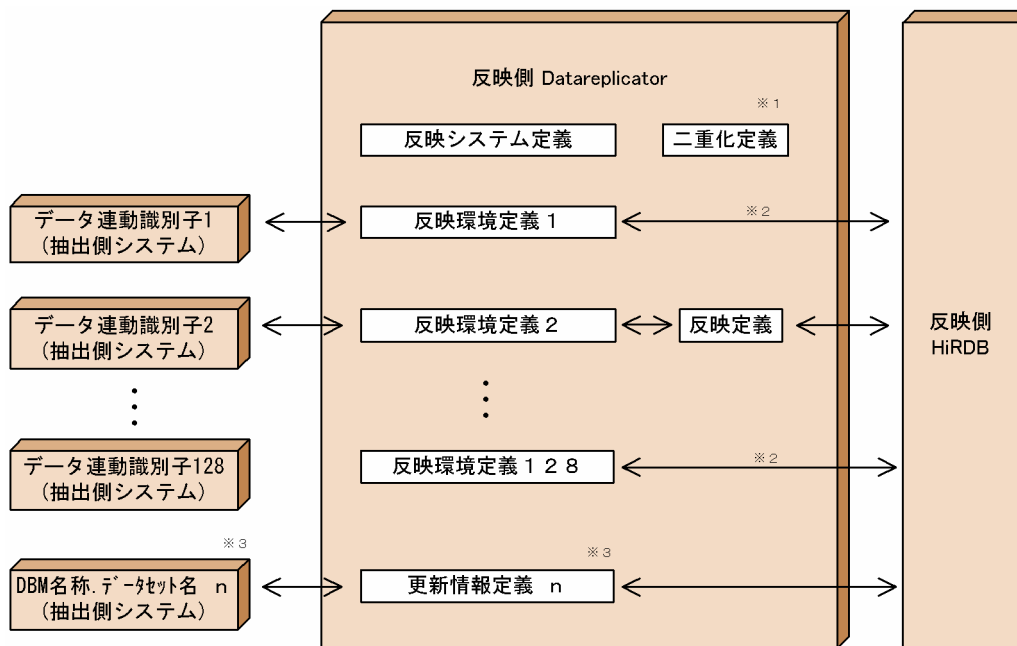 反映側 Datareplicator
※1
反映システム定義
二重化定義
データ連動識別子1
(抽出側システム)
反映環境定義1
※2
データ連動識別子2
(抽出側システム)
反映環境定義2
反映定義
反映側
HiRDB
データ連動識別子128
(抽出側システム)
反映環境定義128
※2
※3
DBM名称.データセット名 n
(抽出側システム)
※3
更新情報定義 n